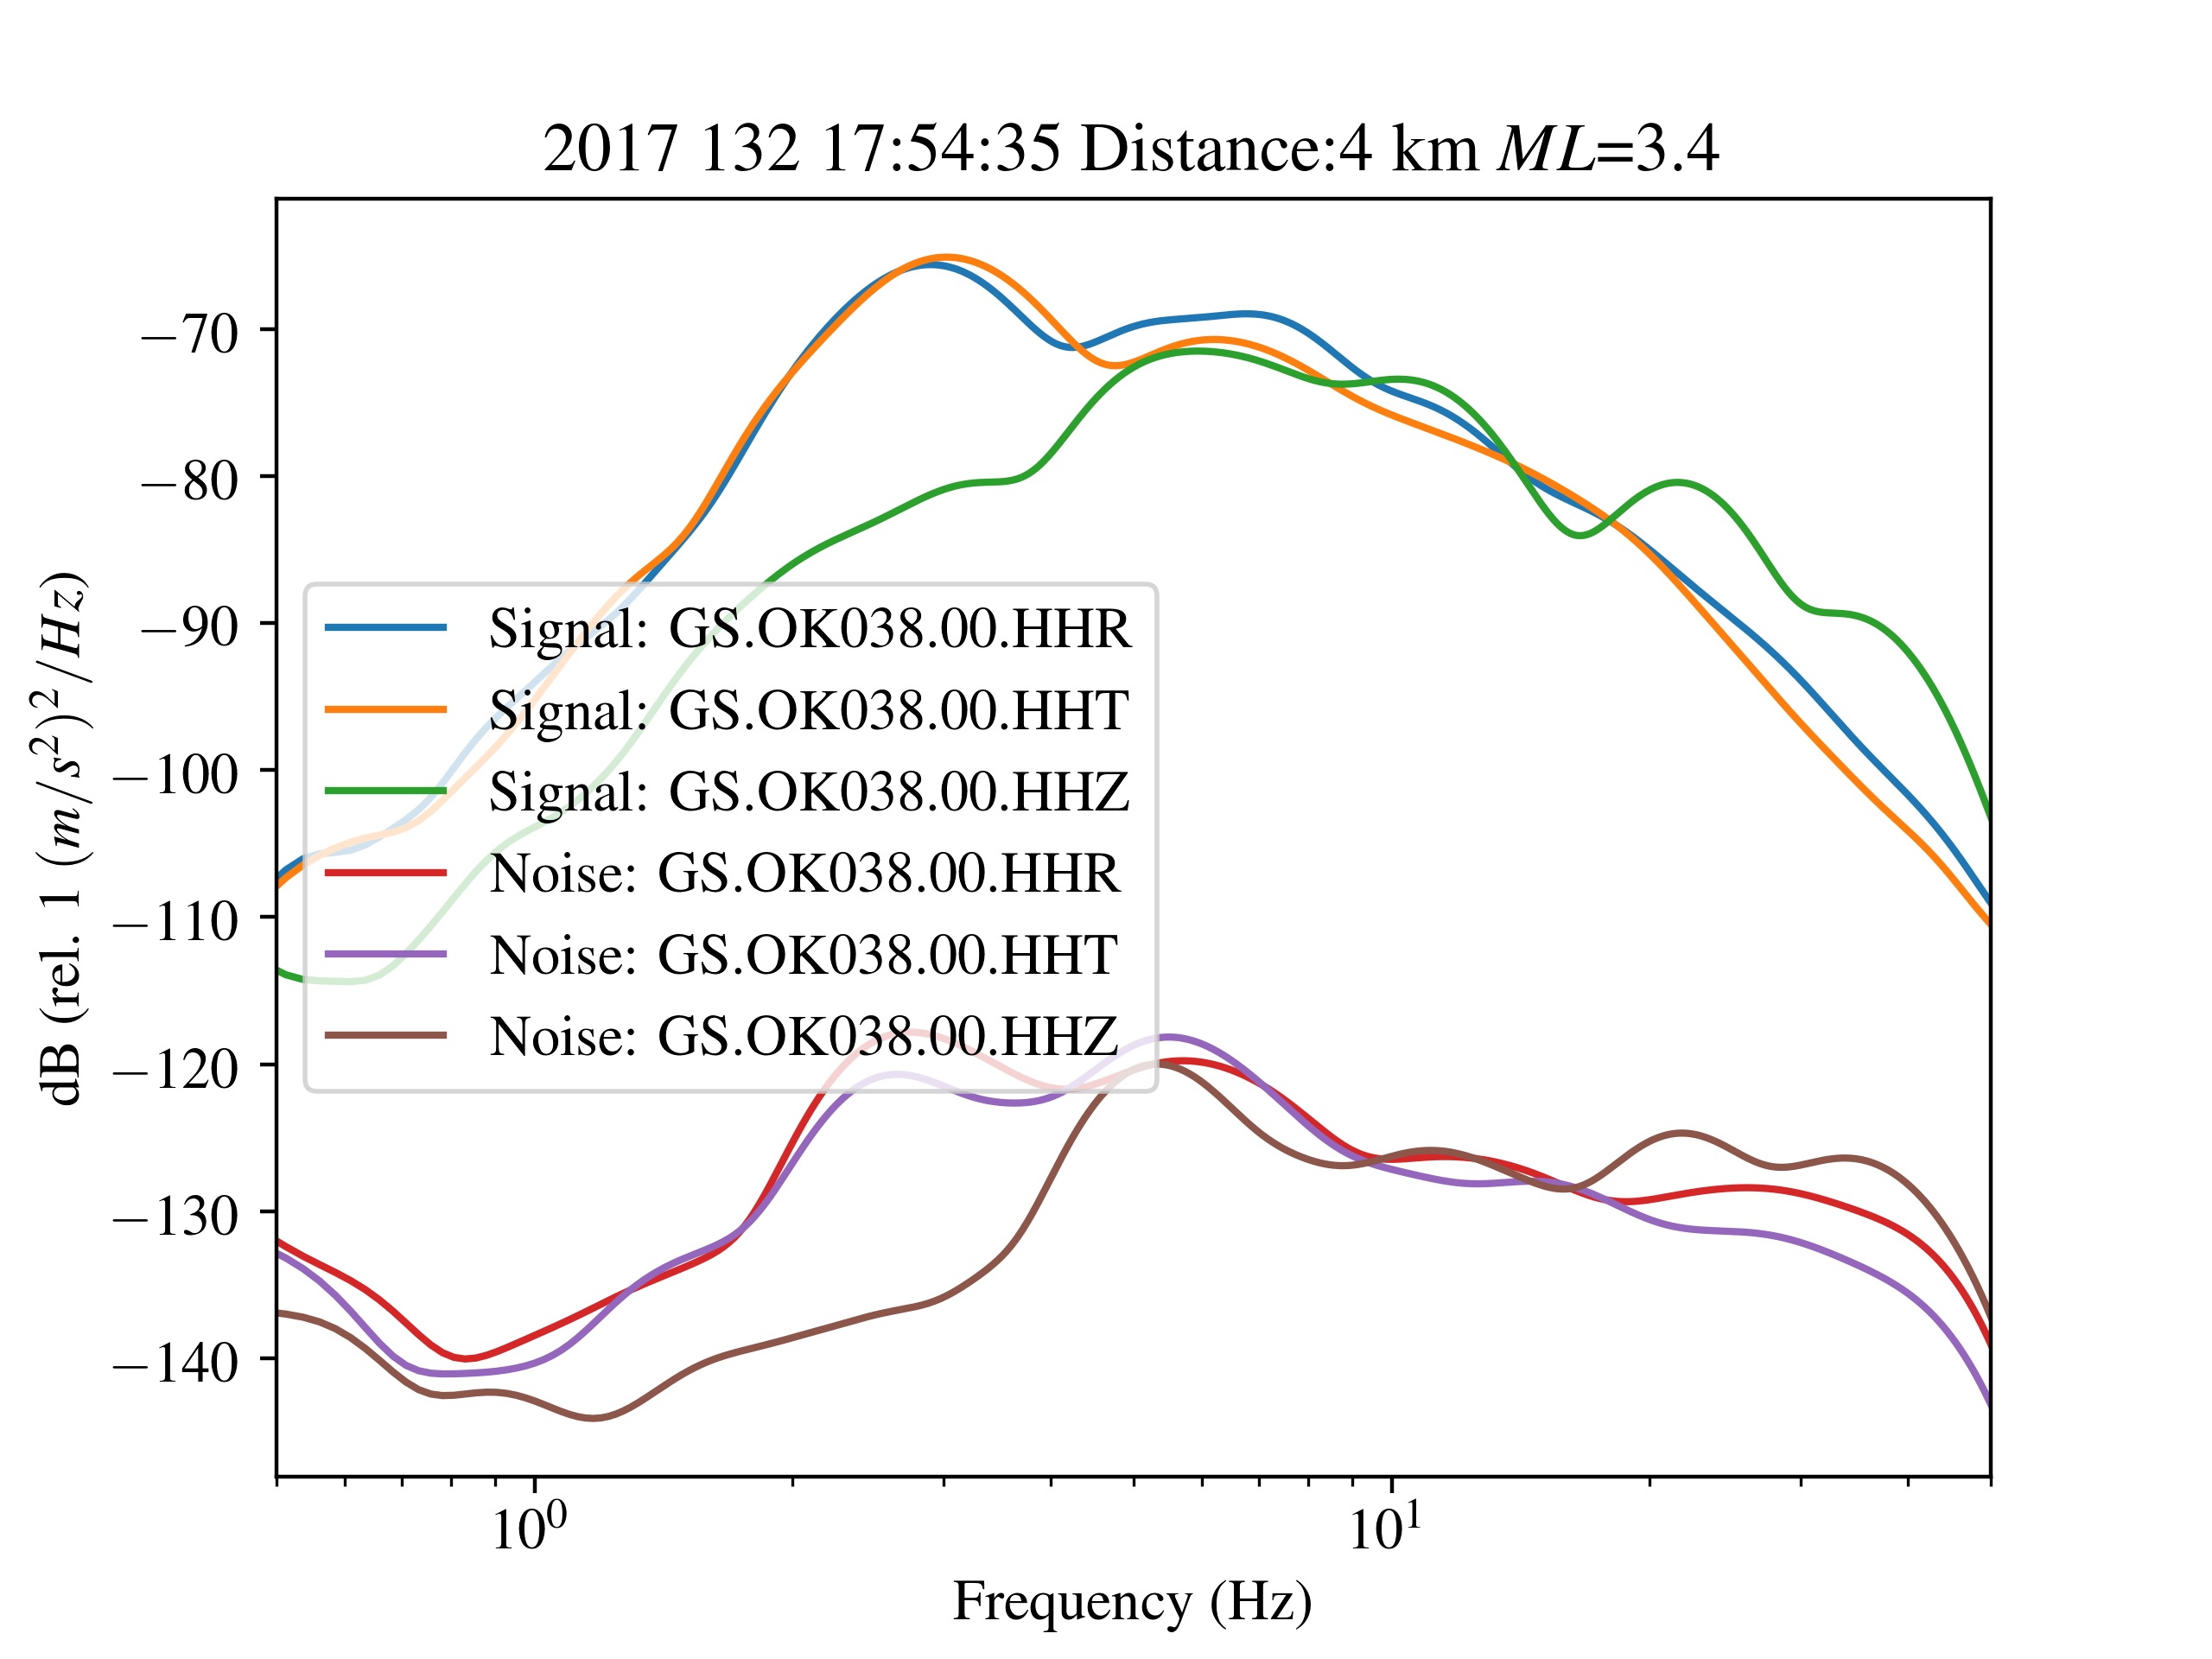 2017 132 17:54:35 Distance:4 km ML=3.4
dB (rel. 1 (m/s²)²/Hz)
−70
−80
−90
−100
−110
−120
−130
−140
Signal: GS.OK038.00.HHR
Signal: GS.OK038.00.HHT
Signal: GS.OK038.00.HHZ
Noise: GS.OK038.00.HHR
Noise: GS.OK038.00.HHT
Noise: GS.OK038.00.HHZ
10⁰ 10¹
Frequency (Hz)